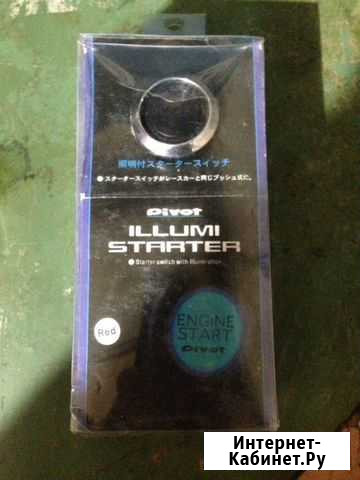 照明付スタータースイッチ
❶スタータースイッチがレースカーと同じプッシュ式に。
PIVOT
ILLUMI
STARTER
❶Starter switch with illumination.
ENGINE
START
PIVOT
Red
Интернет-
Кабинет.Ру